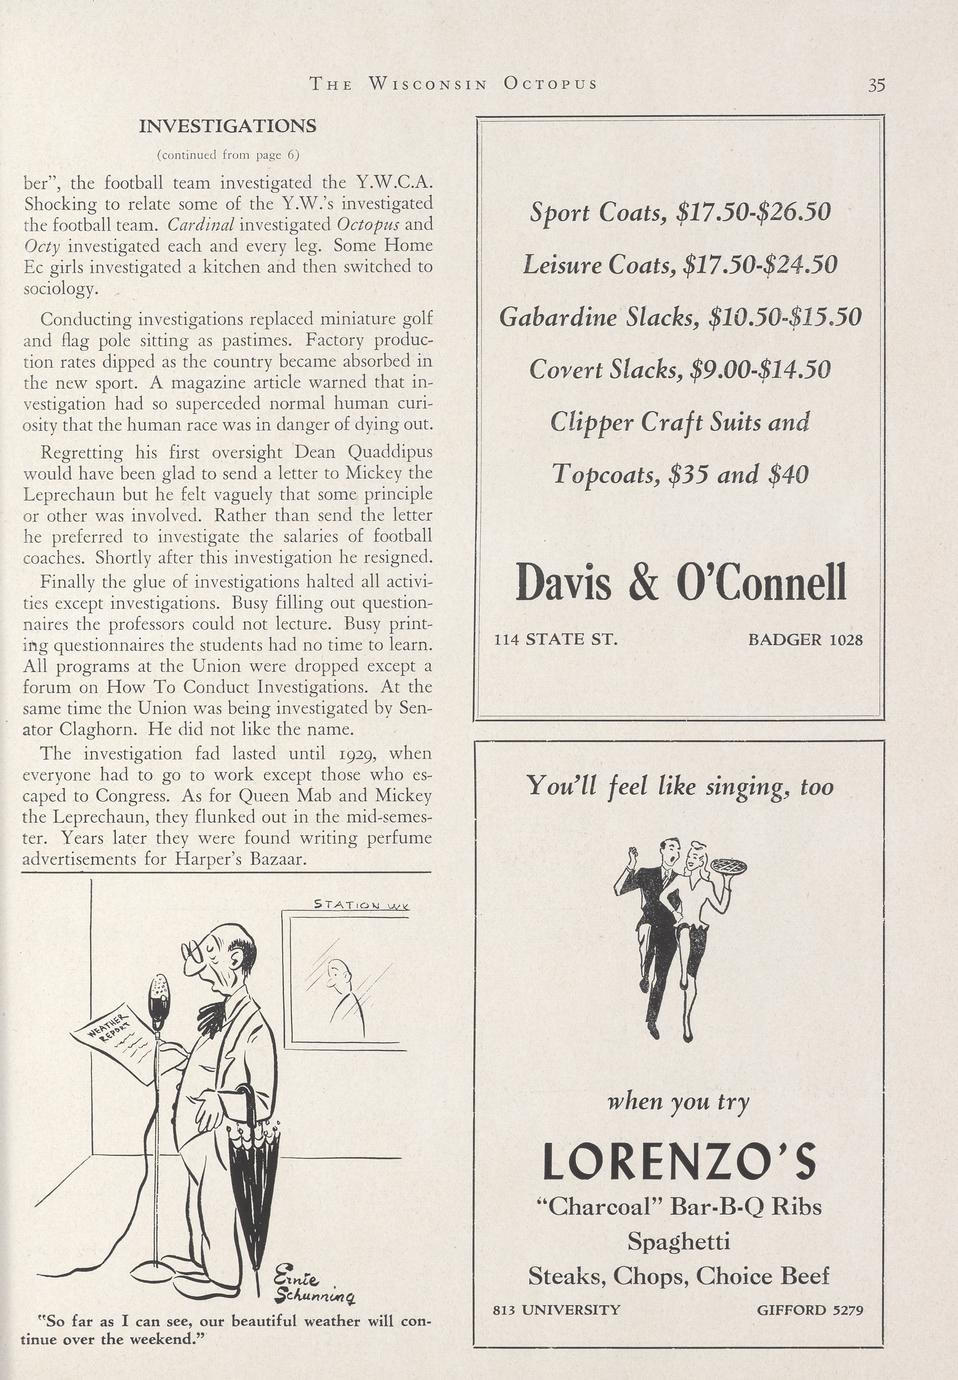 The Wisconsin Octopus
35
INVESTIGATIONS
(continued from page 6)
ber", the football team investigated the Y.W.C.A.
Shocking to relate some of the Y.W.'s investigated
the football team. Cardinal investigated Octopus and
Octy investigated each and every leg. Some Home
Ec girls investigated a kitchen and then switched to
sociology.
Conducting investigations replaced miniature golf
and flag pole sitting as pastimes. Factory produc-
tion rates dipped as the country became absorbed in
the new sport. A magazine article warned that in-
vestigation had so superceded normal human curi-
osity that the human race was in danger of dying out.
Regretting his first oversight Dean Quaddipus
would have been glad to send a letter to Mickey the
Leprechaun but he felt vaguely that some principle
or other was involved. Rather than send the letter
he preferred to investigate the salaries of football
coaches. Shortly after this investigation he resigned.
Finally the glue of investigations halted all activi-
ties except investigations. Busy filling out question-
naires the professors could not lecture. Busy print-
ing questionnaires the students had no time to learn.
All programs at the Union were dropped except a
forum on How To Conduct Investigations. At the
same time the Union was being investigated by Sen-
ator Claghorn. He did not like the name.
The investigation fad lasted until 1929, when
everyone had to go to work except those who es-
caped to Congress. As for Queen Mab and Mickey
the Leprechaun, they flunked out in the mid-semes-
ter. Years later they were found writing perfume
advertisements for Harper's Bazaar.
STATION WK
WEATHER
REPORT
Ernie
Schunning
"So far as I can see, our beautiful weather will con-
tinue over the weekend."
Sport Coats, $17.50-$26.50
Leisure Coats, $17.50-$24.50
Gabardine Slacks, $10.50-$15.50
Covert Slacks, $9.00-$14.50
Clipper Craft Suits and
Topcoats, $35 and $40
Davis & O'Connell
114 STATE ST. BADGER 1028
You'll feel like singing, too
when you try
LORENZO'S
"Charcoal" Bar-B-Q Ribs
Spaghetti
Steaks, Chops, Choice Beef
813 UNIVERSITY GIFFORD 5279